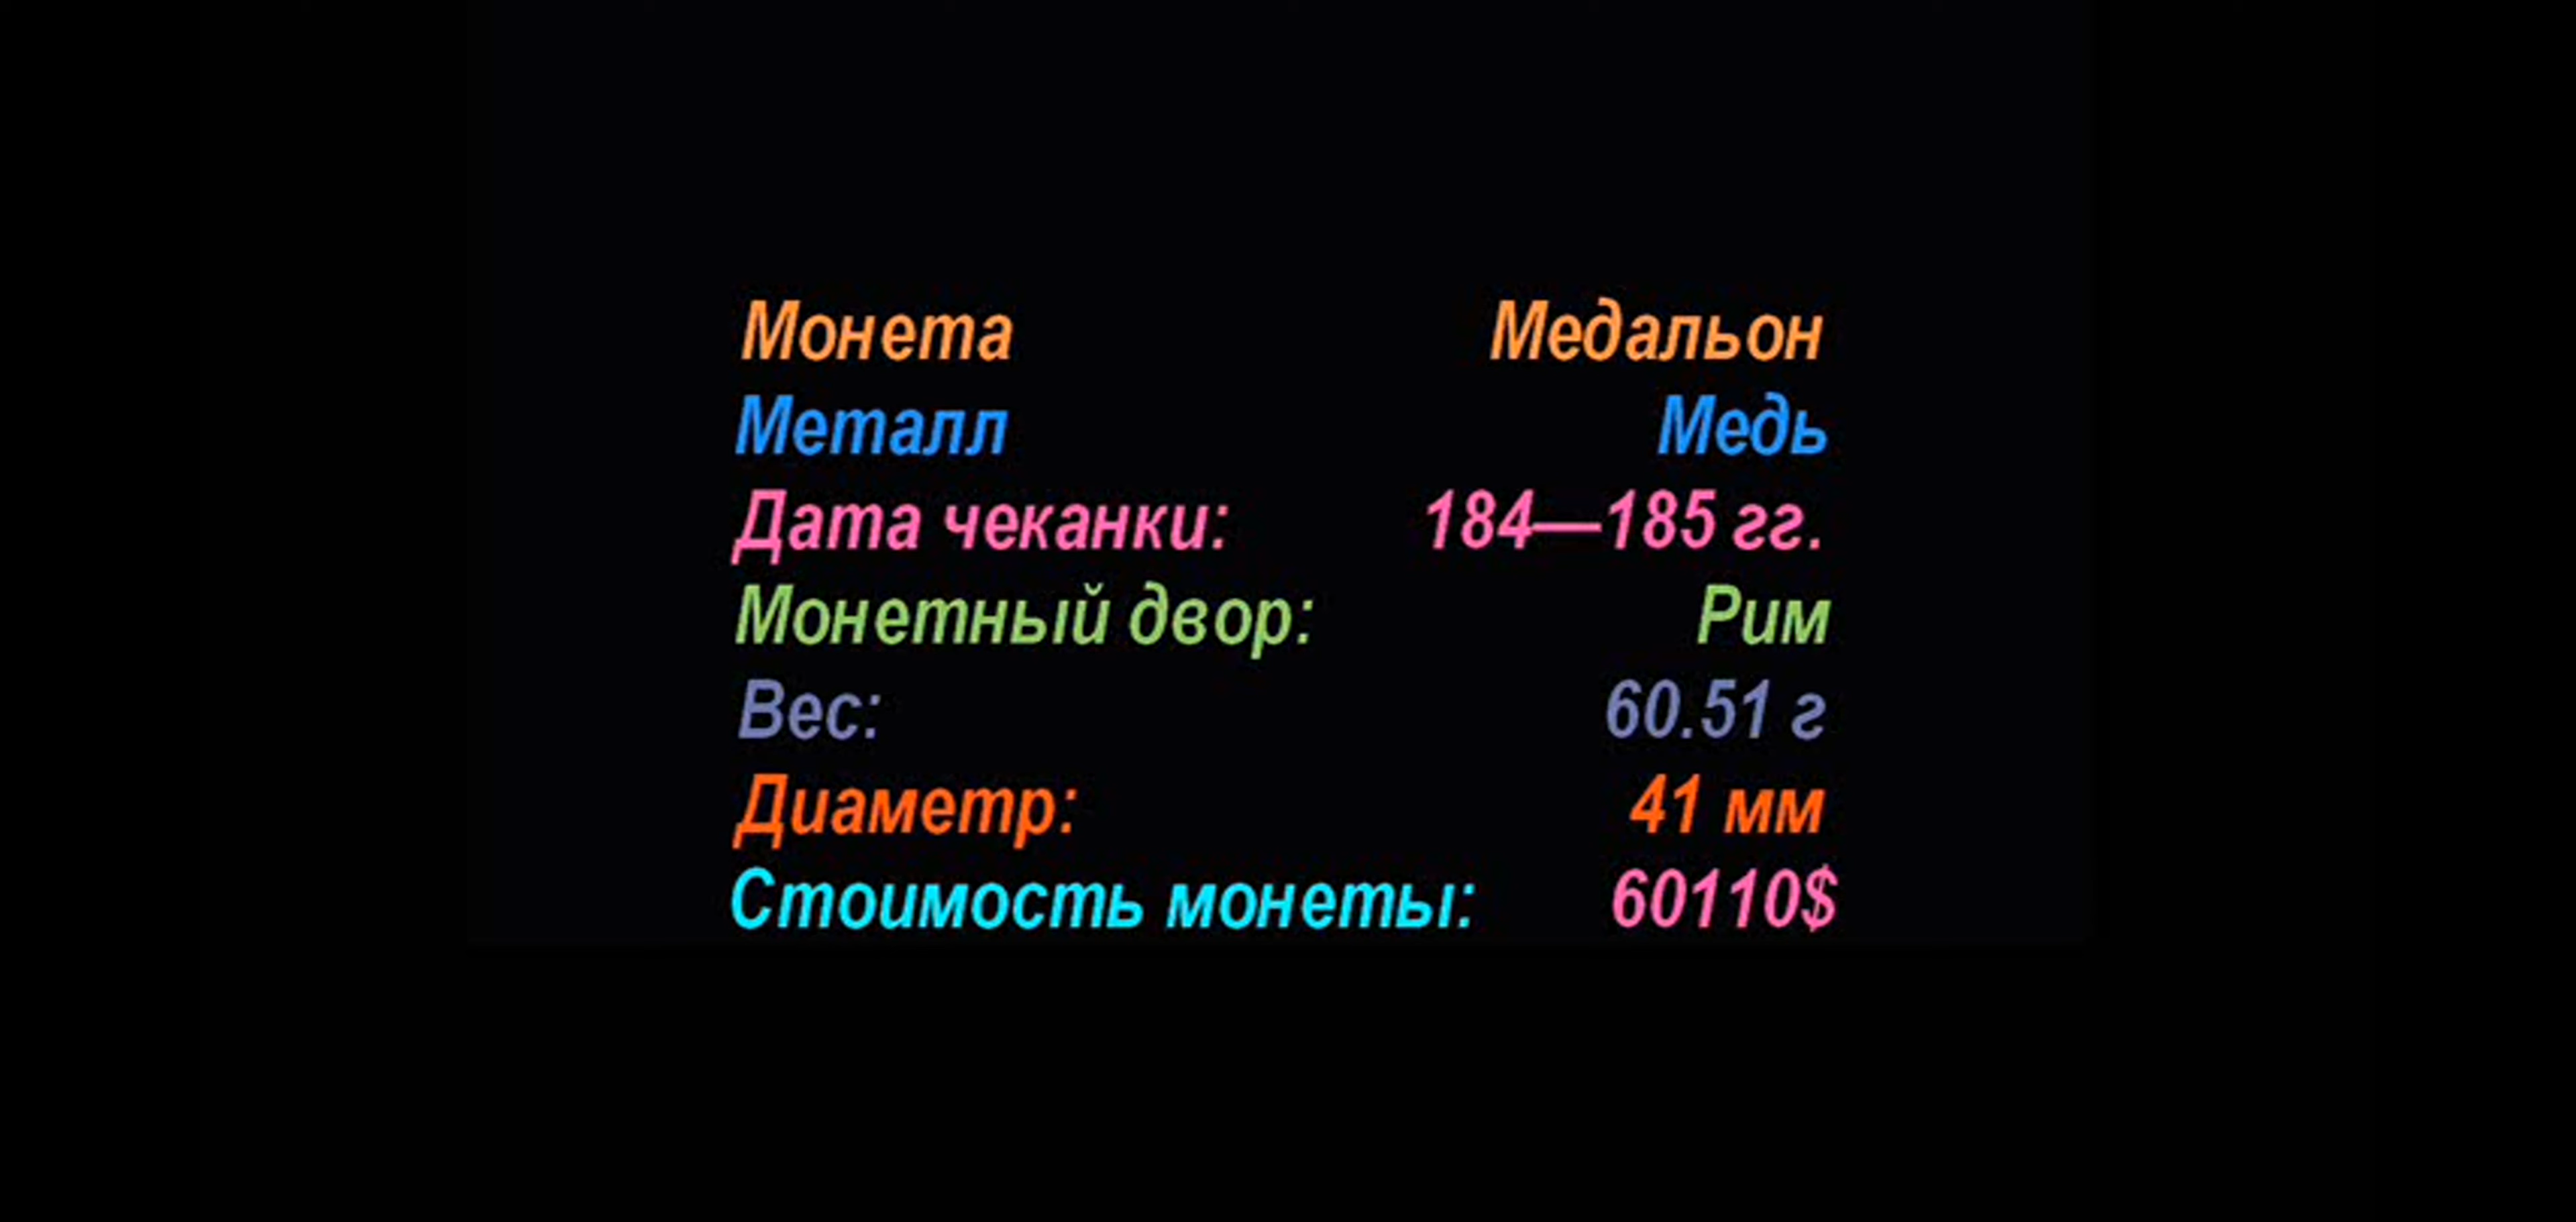 Монета Медальон
Металл Медь
Дата чеканки: 184—185 гг.
Монетный двор: Рим
Вес: 60.51 г
Диаметр: 41 мм
Стоимость монеты: 60110$